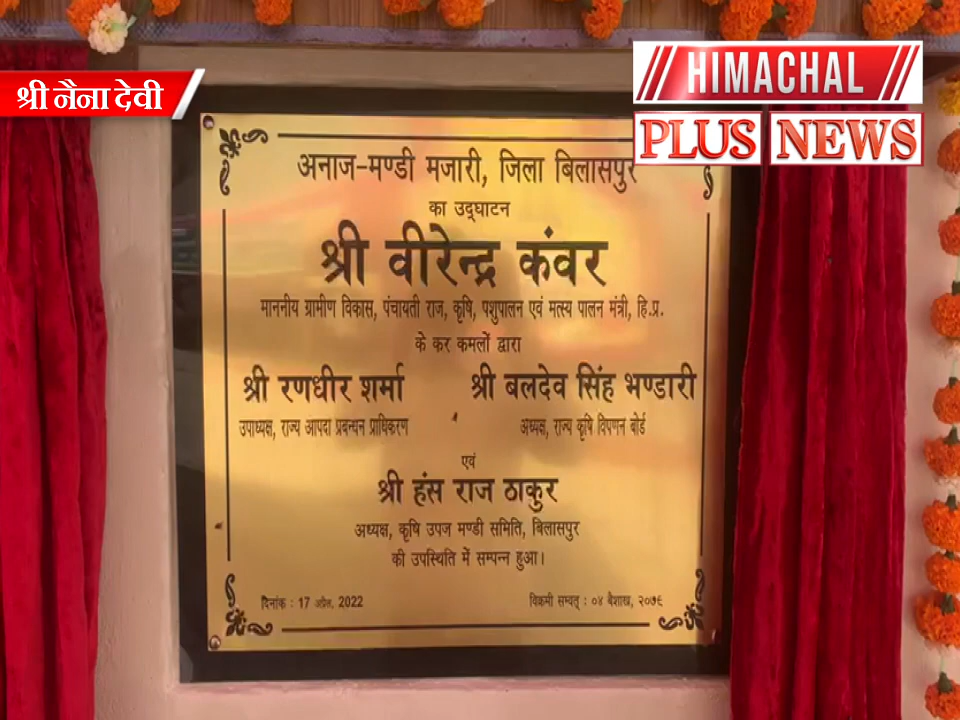 श्री नैना देवी
HIMACHAL
PLUS NEWS
अनाज-मण्डी मजारी, जिला बिलासपुर
का उद्‌घाटन
श्री वीरेन्द्र कंवर
माननीय ग्रामीण विकास, पंचायती राज, कृषि, पशुपालन एवं मत्स्य पालन मंत्री, हि.प्र.
के कर कमलों द्वारा
श्री रणधीर शर्मा श्री बलदेव सिंह भण्डारी
उपाध्यक्ष, राज्य आपदा प्रबन्धन प्राधिकरण अध्यक्ष, राज्य कृषि विपणन बोर्ड
एवं
श्री हंस राज ठाकुर
अध्यक्ष, कृषि उपज मण्डी समिति, बिलासपुर
की उपस्थिति में सम्पन्न हुआ।
दिनांक : 17 अप्रैल, 2022 विक्रमी सम्वत् : ०४ बैशाख, २०७९